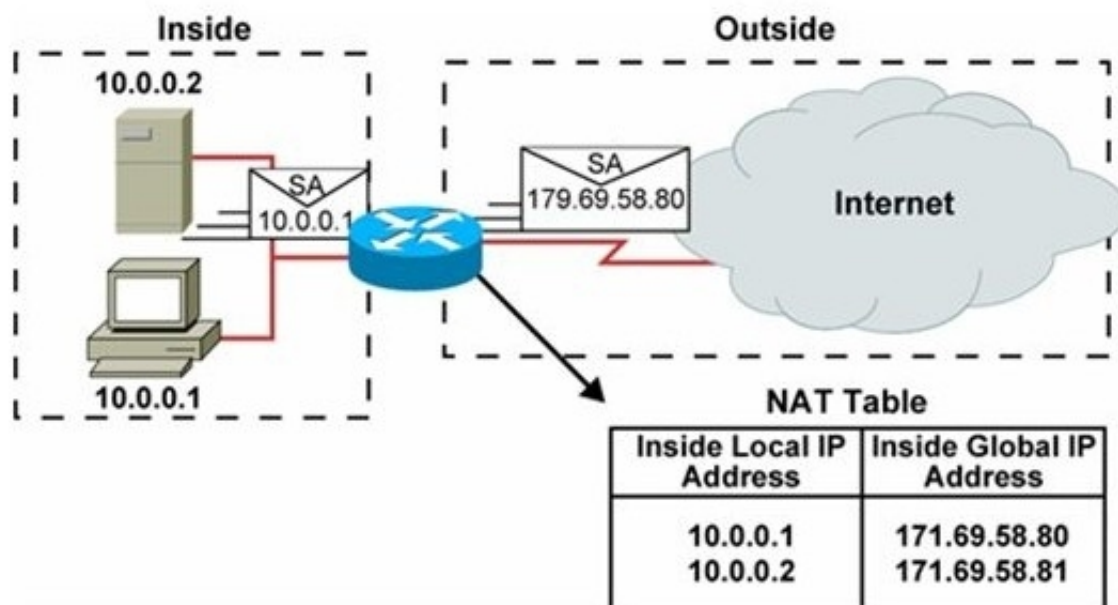 Inside
Outside
10.0.0.2
SA
10.0.0.1
SA
179.69.58.80
Internet
10.0.0.1
NAT Table
Inside Local IP Address
Inside Global IP Address
10.0.0.1
171.69.58.80
10.0.0.2
171.69.58.81